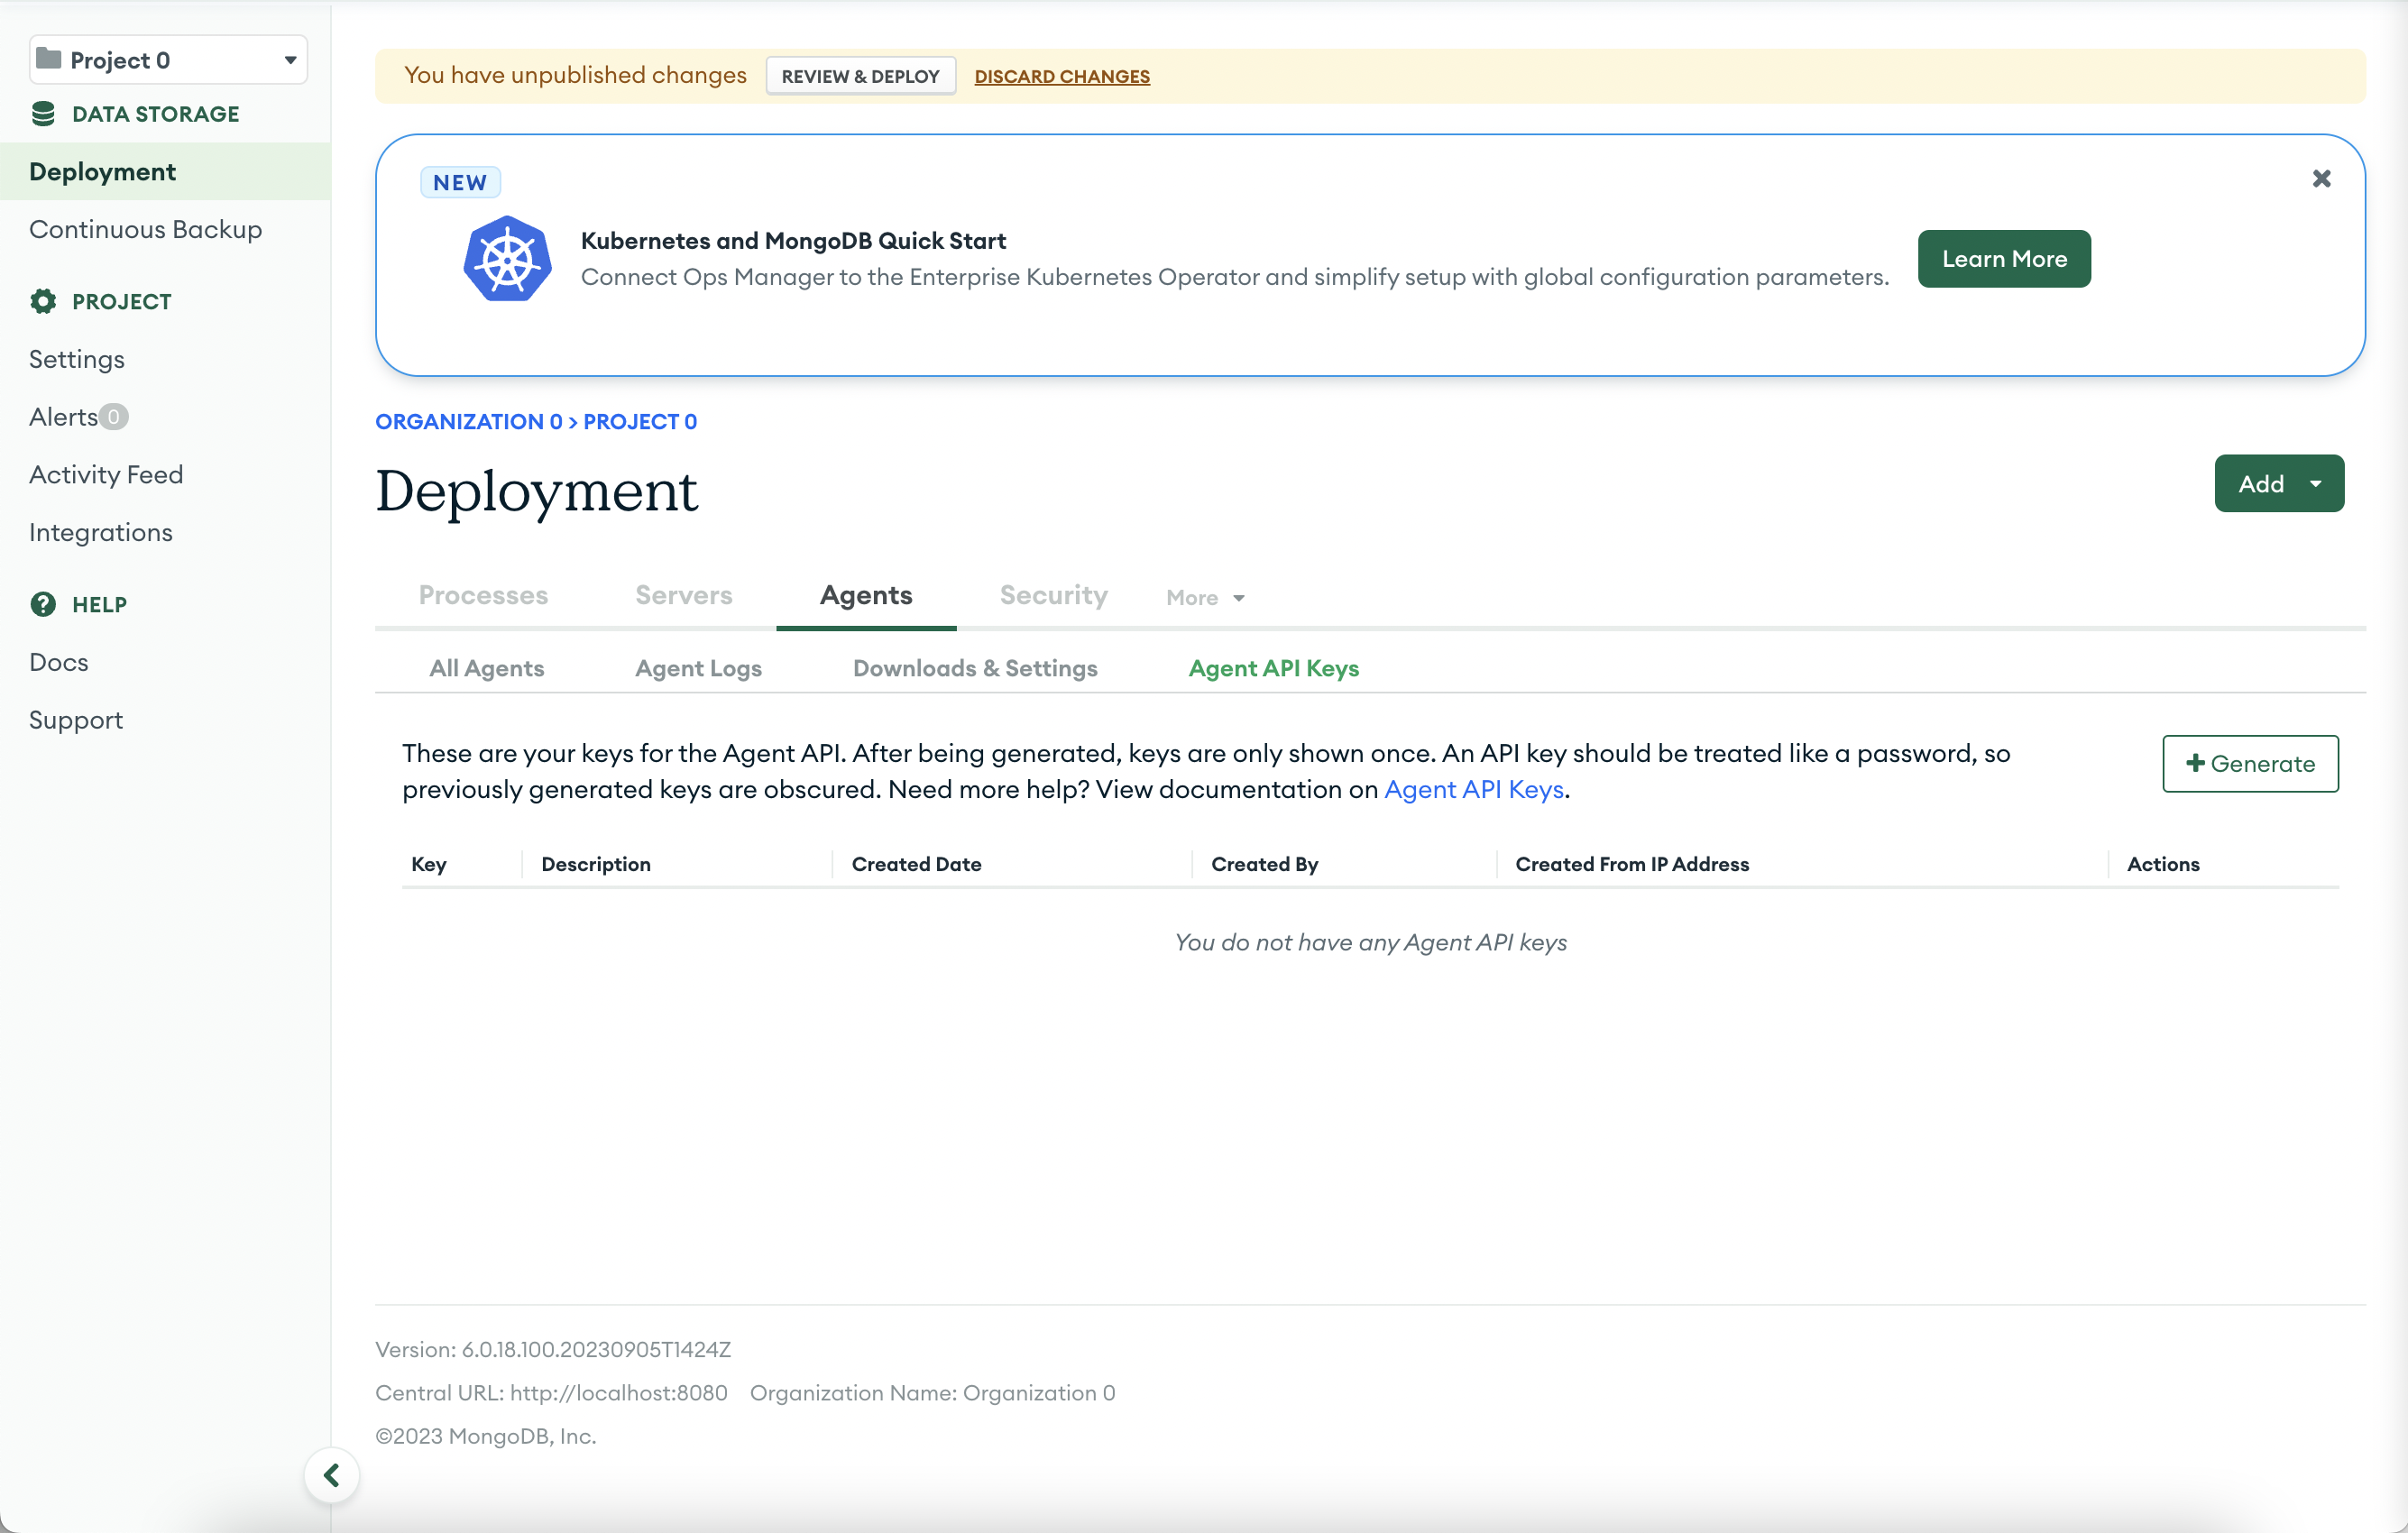 Project 0
DATA STORAGE
Deployment
Continuous Backup
PROJECT
Settings
Alerts 0
Activity Feed
Integrations
HELP
Docs
Support
You have unpublished changes REVIEW & DEPLOY DISCARD CHANGES
NEW
Kubernetes and MongoDB Quick Start
Connect Ops Manager to the Enterprise Kubernetes Operator and simplify setup with global configuration parameters.
Learn More
ORGANIZATION 0 > PROJECT 0
Deployment
Add
Processes Servers Agents Security More
All Agents Agent Logs Downloads & Settings Agent API Keys
These are your keys for the Agent API. After being generated, keys are only shown once. An API key should be treated like a password, so
previously generated keys are obscured. Need more help? View documentation on Agent API Keys.
Generate
Key Description Created Date Created By Created From IP Address Actions
You do not have any Agent API keys
Version: 6.0.18.100.20230905T1424Z
Central URL: http://localhost:8080 Organization Name: Organization 0
©2023 MongoDB, Inc.